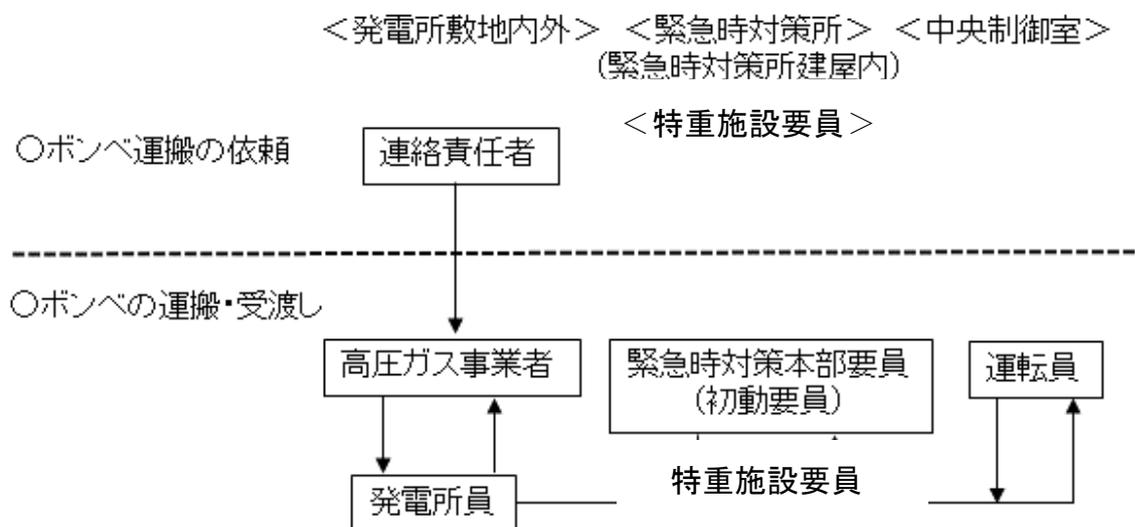 ＜発電所敷地内外＞ ＜緊急時対策所＞ ＜中央制御室＞
(緊急時対策所建屋内)
＜特重施設要員＞
○ボンベ運搬の依頼
連絡責任者
○ボンベの運搬・受渡し
高圧ガス事業者
緊急時対策本部要員
(初動要員)
運転員
特重施設要員
発電所員